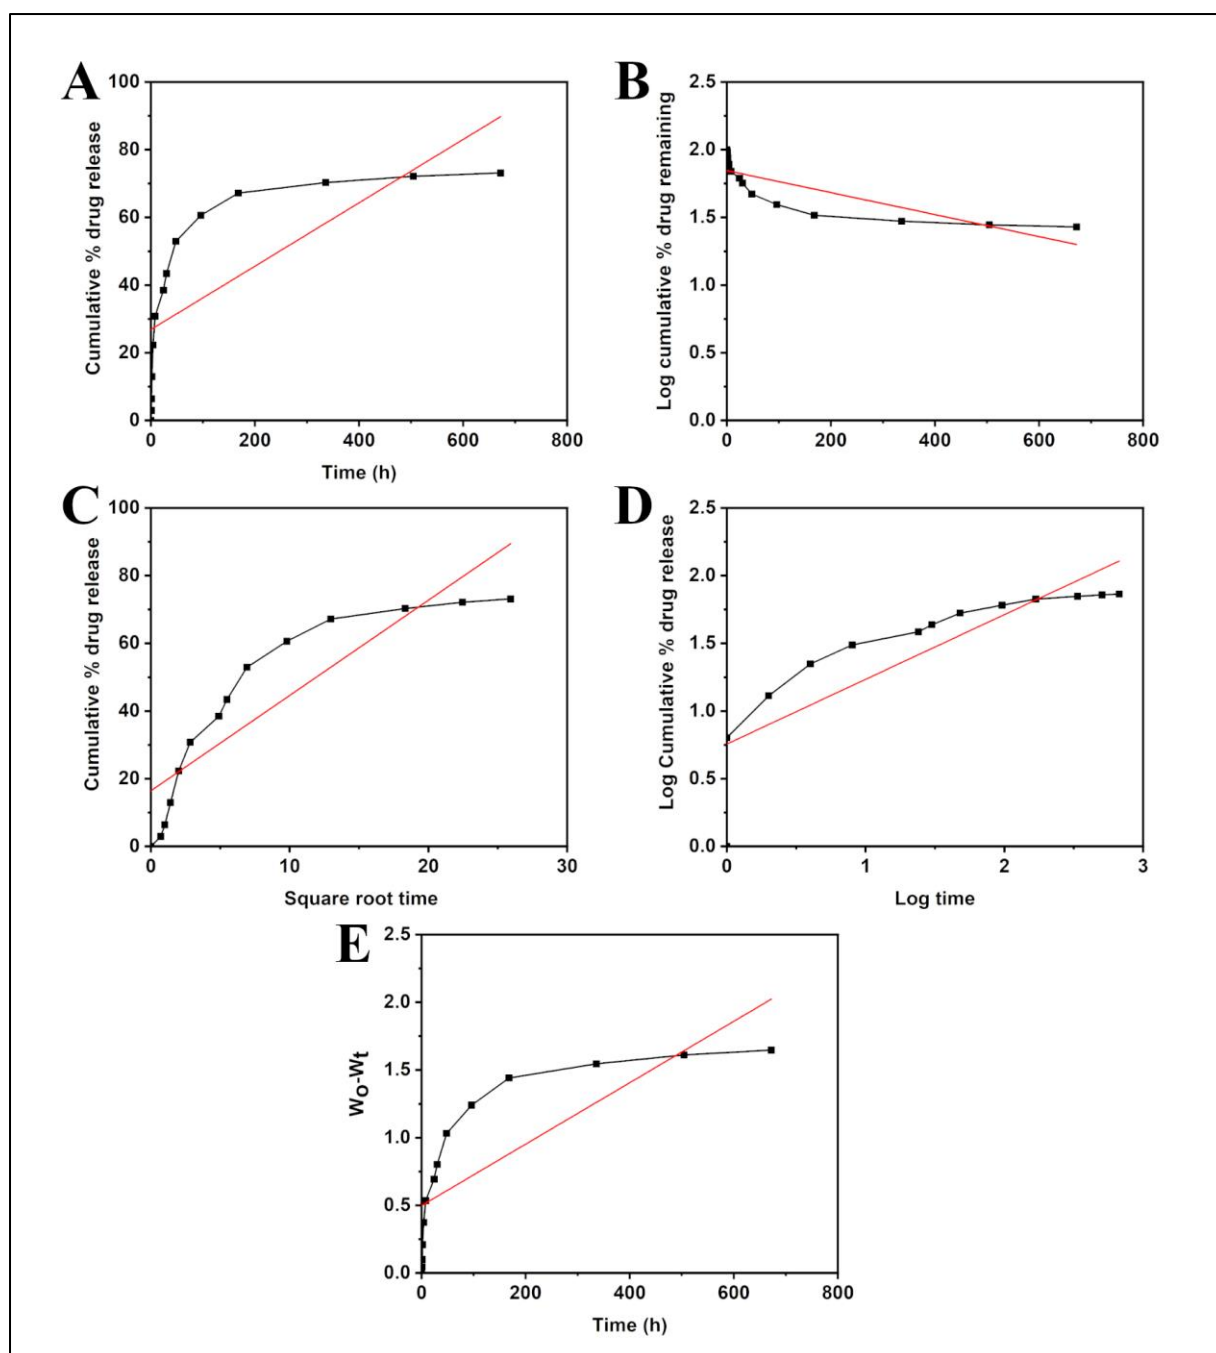 A
100
80
60
40
20
0
Cumulative % drug release
0 200 400 600 800
Time (h)
B
2.5
2.0
1.5
1.0
0.5
0.0
Log cumulative % drug remaining
0 200 400 600 800
C
100
80
60
40
20
0
Cumulative % drug release
0 10 20 30
Square root time
D
2.5
2.0
1.5
1.0
0.5
0.0
Log Cumulative % drug release
0 1 2 3
Log time
E
2.5
2.0
1.5
1.0
0.5
0.0
Wo-Wt
0 200 400 600 800
Time (h)